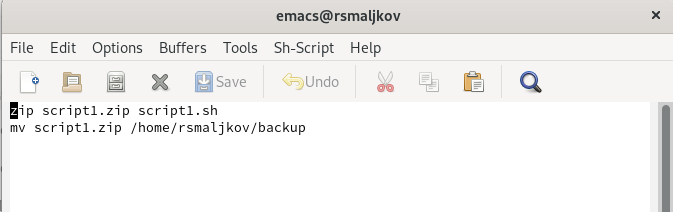 emacs@rsmaljkov
File Edit Options Buffers Tools Sh-Script Help
Save Undo
zip script1.zip script1.sh
mv script1.zip /home/rsmaljkov/backup